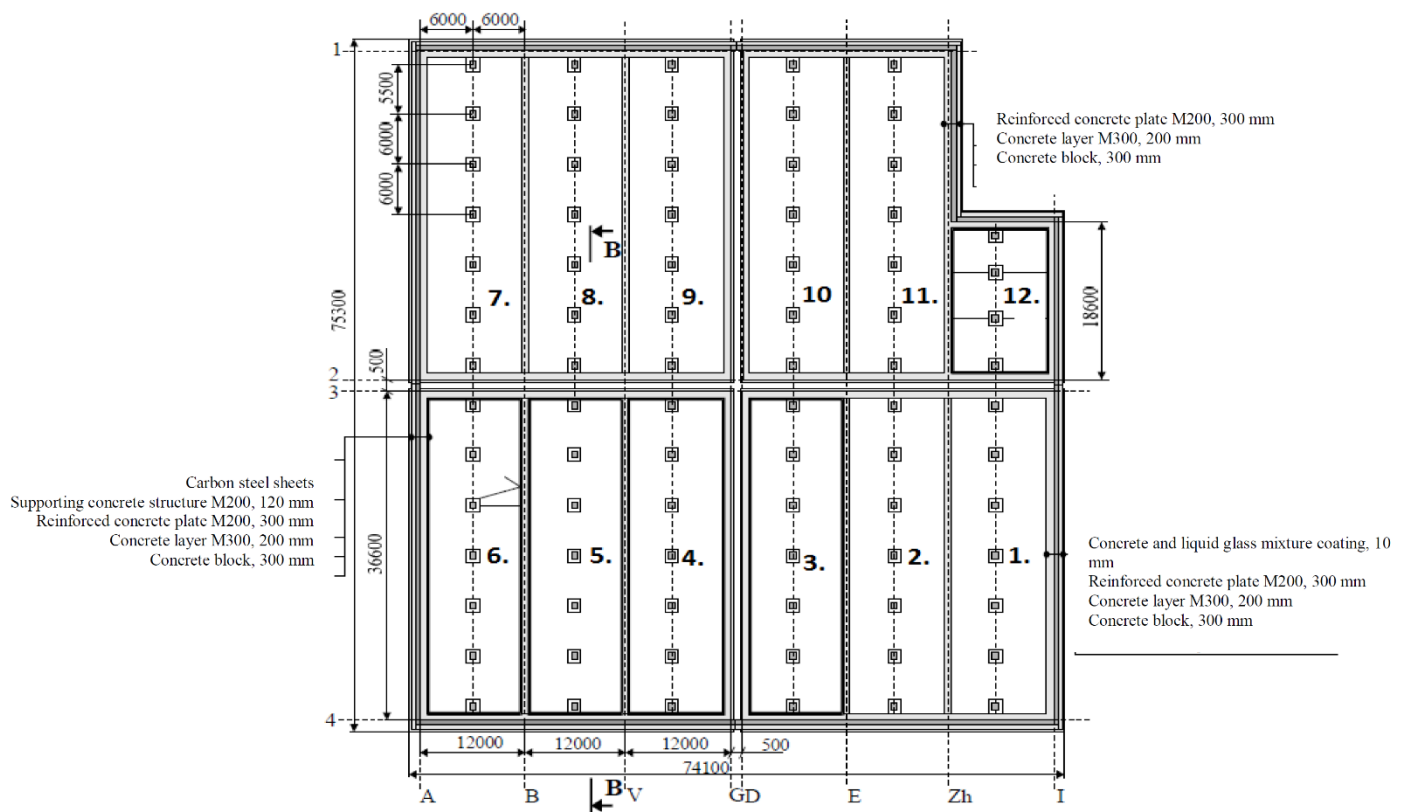 6000 6000
1
5500
6000
6000
75300
500
2
3
36600
4
B
7. 8. 9. 10 11. 12.
18600
6. 5. 4. 3. 2. 1.
Reinforced concrete plate M200, 300 mm
Concrete layer M300, 200 mm
Concrete block, 300 mm
Carbon steel sheets
Supporting concrete structure M200, 120 mm
Reinforced concrete plate M200, 300 mm
Concrete layer M300, 200 mm
Concrete block, 300 mm
Concrete and liquid glass mixture coating, 10
mm
Reinforced concrete plate M200, 300 mm
Concrete layer M300, 200 mm
Concrete block, 300 mm
12000 12000 12000 500
74100
B
A B V G D E Zh I